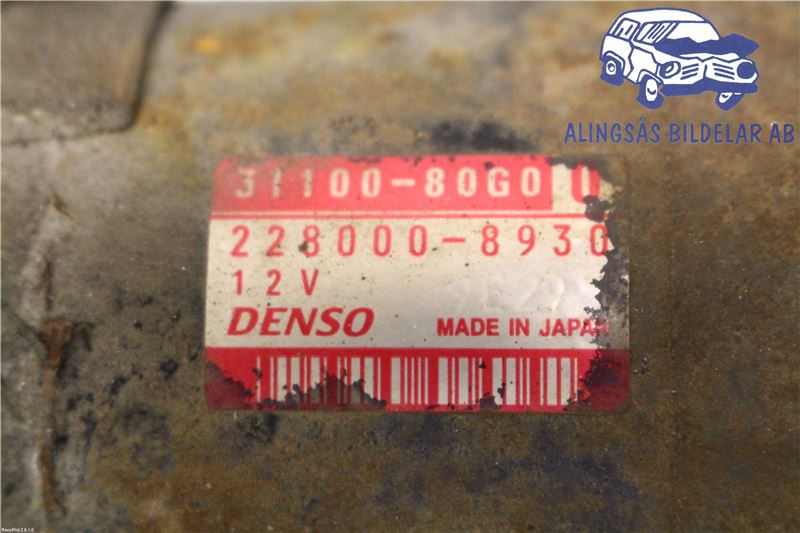 ALINGSÅS BILDELAR AB
31100-80G0
228000-8930
12V
DENSO MADE IN JAPAN